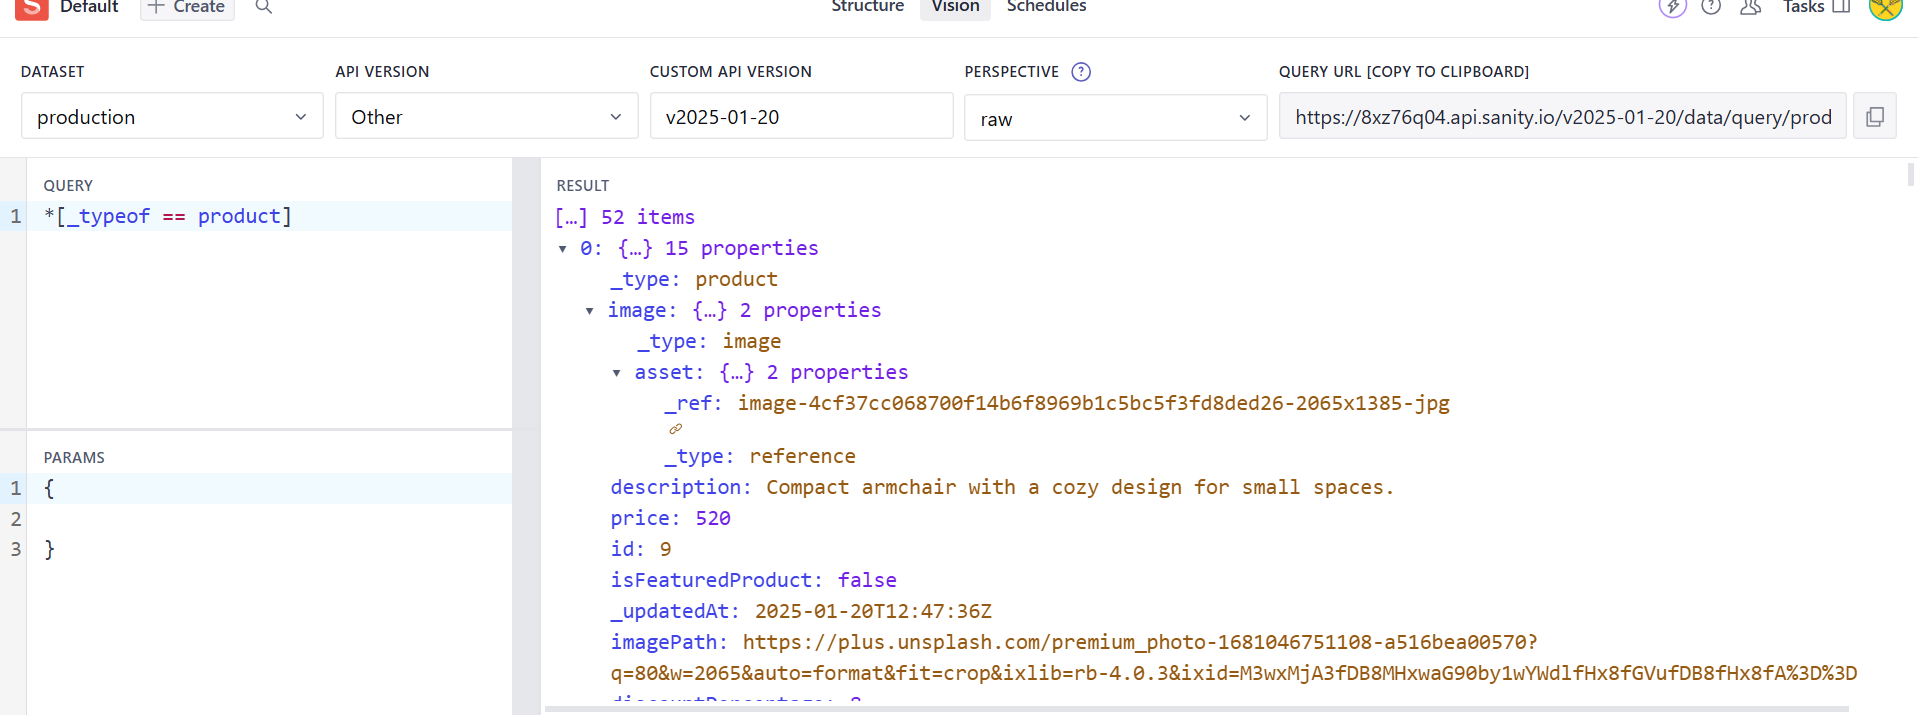 S Default + Create Structure Vision Schedules Tasks
DATASET API VERSION CUSTOM API VERSION PERSPECTIVE ? QUERY URL [COPY TO CLIPBOARD]
production Other v2025-01-20 raw https://8xz76q04.api.sanity.io/v2025-01-20/data/query/prod
QUERY
1 *[_typeof == product]
PARAMS
1 {
2
3 }
RESULT
[…] 52 items
0: {…} 15 properties
_type: product
image: {…} 2 properties
_type: image
asset: {…} 2 properties
_ref: image-4cf37cc068700f14b6f8969b1c5bc5f3fd8ded26-2065x1385-jpg
_type: reference
description: Compact armchair with a cozy design for small spaces.
price: 520
id: 9
isFeaturedProduct: false
_updatedAt: 2025-01-20T12:47:36Z
imagePath: https://plus.unsplash.com/premium_photo-1681046751108-a516bea00570?
q=80&w=2065&auto=format&fit=crop&ixlib=rb-4.0.3&ixid=M3wxMjA3fDB8MHxwaG90by1wYWdlfHx8fGVufDB8fHx8fA%3D%3D